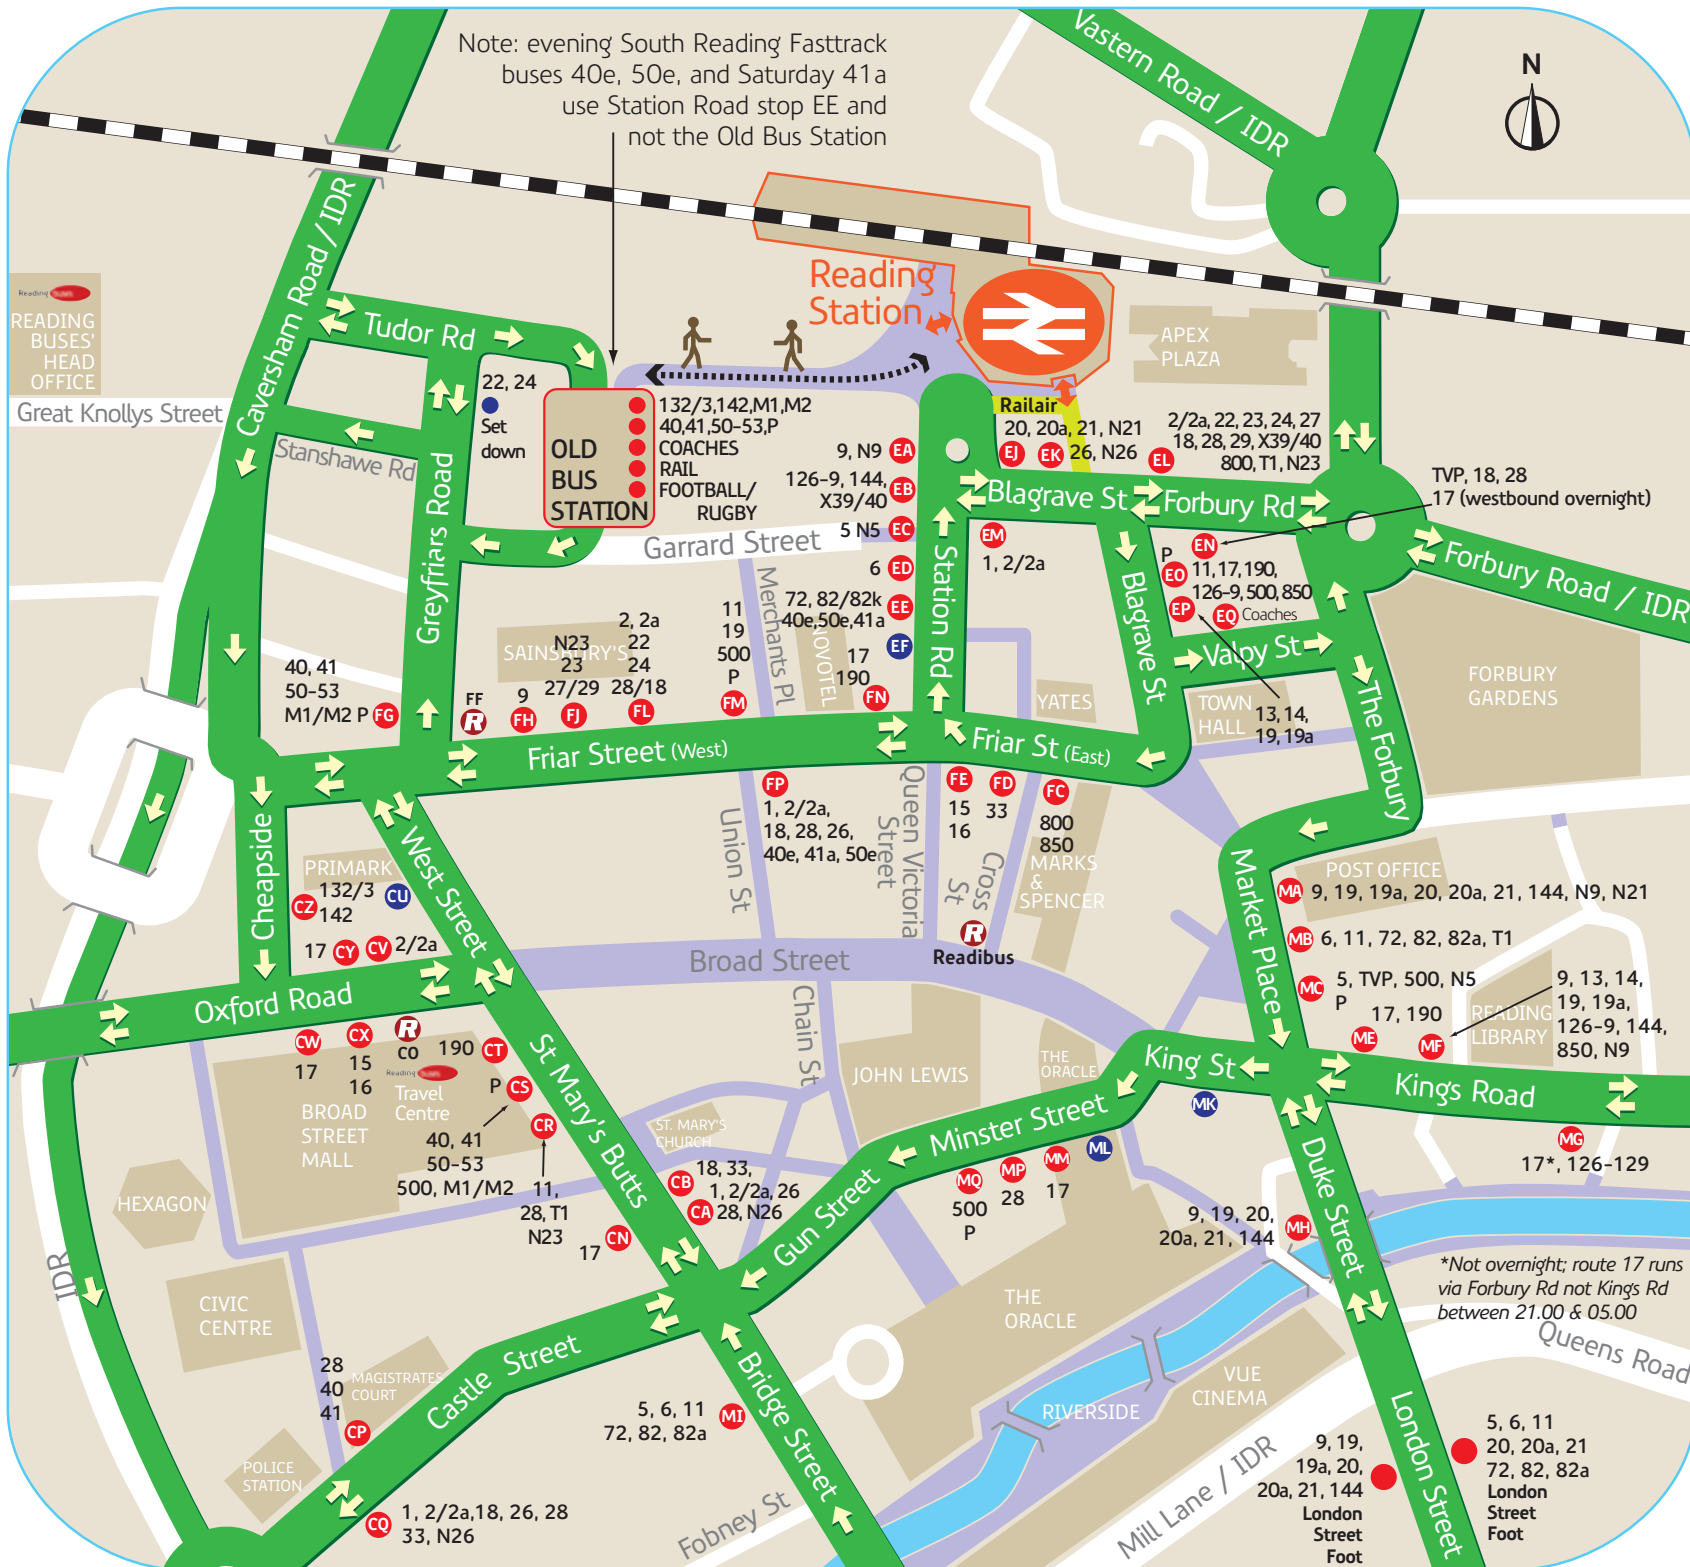 Note: evening South Reading Fasttrack
buses 40e, 50e, and Saturday 41a
use Station Road stop EE and
not the Old Bus Station
Vastern Road / IDR
N
Caversham Road / IDR
Reading
Station
Reading buses
READING
BUSES'
HEAD
OFFICE
Tudor Rd
APEX
PLAZA
Great Knollys Street
Stanshawe Rd
Greyfriars Road
22, 24
Set
down
OLD
BUS
STATION
132/3,142,M1,M2
40,41,50-53,P
COACHES
RAIL
FOOTBALL/
RUGBY
Railair
20, 20a, 21, N21
EJ
EK
26, N26
2/2a, 22, 23, 24, 27
18, 28, 29, X39/40
800, T1, N23
EL
9, N9
EA
126-9, 144,
X39/40
EB
5 N5
EC
6
ED
72, 82/82k
40e,50e,41a
EE
EF
Blagrave St
Forbury Rd
TVP, 18, 28
17 (westbound overnight)
EM
1, 2/2a
EN
P
EO
11, 17, 190,
126-9, 500, 850
EP
EQ
Coaches
Forbury Road / IDR
Garrard Street
Station Rd
Blagrave St
Merchants Pl
NOVOTEL
SAINSBURY'S
N23
23
27/29
2, 2a
22
24
28/18
11
19
500
P
17
190
40, 41
50-53
M1/M2 P
FG
FF
R
9
FH
FJ
FL
FM
FN
Valpy St
YATES
TOWN
HALL
13, 14,
19, 19a
The Forbury
FORBURY
GARDENS
Friar Street (West)
Friar St (East)
FP
1, 2/2a,
18, 28, 26,
40e, 41a, 50e
Union St
Queen Victoria
Street
FE
15
16
FD
33
FC
800
850
Cross
St
MARKS
&
SPENCER
R
Readibus
Cheapside
West Street
PRIMARK
132/3
142
CZ
CU
17
CY
CV
2/2a
Market Place
POST OFFICE
MA
9, 19, 19a, 20, 20a, 21, 144, N9, N21
MB
6, 11, 72, 82, 82a, T1
MC
5, TVP, 500, N5
P
17, 190
ME
MF
READING
LIBRARY
9, 13, 14,
19, 19a,
126-9, 144,
850, N9
Broad Street
Oxford Road
Chain St
CW
17
CX
15
16
R
CO
Reading buses
Travel
Centre
190
CT
P
CS
CR
BROAD
STREET
MALL
40, 41
50-53
500, M1/M2
11,
28, T1
N23
St Mary's Butts
JOHN LEWIS
THE
ORACLE
King St
Kings Road
MK
MG
17*, 126-129
ST. MARY'S
CHURCH
Minster Street
ML
MM
17
MP
28
MQ
500
P
Duke Street
CB
18, 33,
1, 2/2a, 26
CA
28, N26
Gun Street
17
CN
HEXAGON
9, 19, 20,
20a, 21, 144
MH
*Not overnight; route 17 runs
via Forbury Rd not Kings Rd
between 21.00 & 05.00
IDR
CIVIC
CENTRE
THE
ORACLE
Queens Road
28
40
41
CP
MAGISTRATES
COURT
Castle Street
Bridge Street
5, 6, 11
72, 82, 82a
MI
VUE
CINEMA
RIVERSIDE
London Street
POLICE
STATION
CQ
1, 2/2a,18, 26, 28
33, N26
Fobney St
Mill Lane / IDR
9, 19,
19a, 20,
20a, 21, 144
London
Street
Foot
5, 6, 11
20, 20a, 21
72, 82, 82a
London
Street
Foot